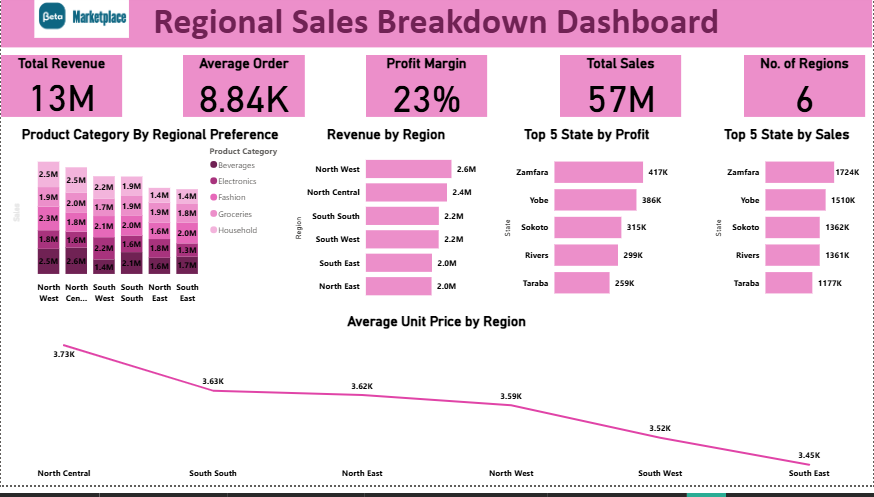 Βeta Marketplace
Regional Sales Breakdown Dashboard
Total Revenue
13M
Average Order
8.84K
Profit Margin
23%
Total Sales
57M
No. of Regions
6
Product Category By Regional Preference
Product Category
Beverages
Electronics
Fashion
Groceries
Household
Sales
2.5M 2.5M 2.2M 1.9M 1.4M 1.4M
1.9M 2.0M 1.7M 1.9M 1.9M 1.8M
2.3M 1.8M 2.1M 2.0M 1.6M 2.0M
1.8M 1.6M 2.2M 1.6M 1.8M 1.3M
2.5M 2.6M 1.4M 2.1M 1.6M 1.7M
North West
North Cen...
South West
South South
North East
South East
Revenue by Region
Region
North West 2.6M
North Central 2.4M
South South 2.2M
South West 2.2M
South East 2.0M
North East 2.0M
Top 5 State by Profit
State
Zamfara 417K
Yobe 386K
Sokoto 315K
Rivers 299K
Taraba 259K
Top 5 State by Sales
State
Zamfara 1724K
Yobe 1510K
Sokoto 1362K
Rivers 1361K
Taraba 1177K
Average Unit Price by Region
3.73K
3.63K
3.62K
3.59K
3.52K
3.45K
North Central
South South
North East
North West
South West
South East